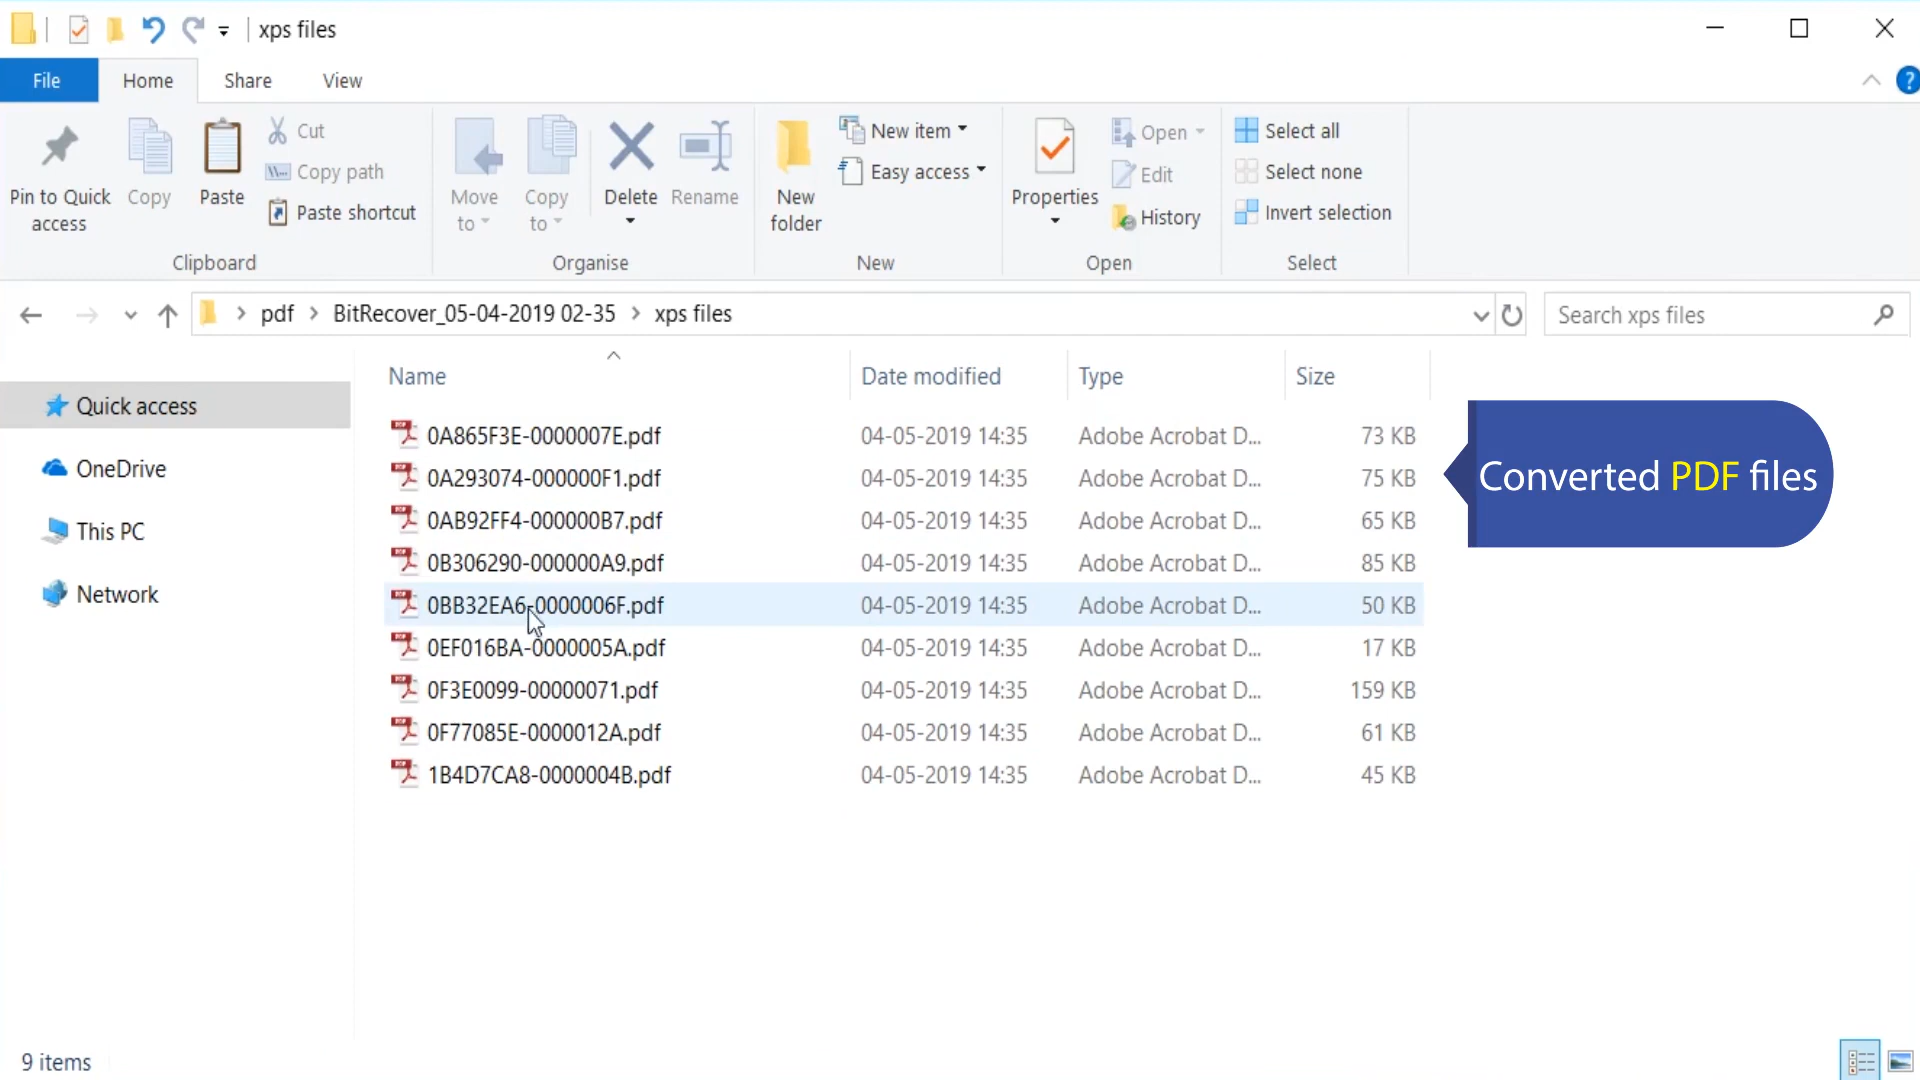 xps files
File Home Share View
Pin to Quick access
Copy
Paste
Cut
Copy path
Paste shortcut
Clipboard
Move to
Copy to
Delete
Rename
Organise
New folder
New item
Easy access
New
Properties
Open
Edit
History
Open
Select all
Select none
Invert selection
Select
pdf BitRecover_05-04-2019 02-35 xps files
Search xps files
Quick access
OneDrive
This PC
Network
Name Date modified Type Size
0A865F3E-0000007E.pdf 04-05-2019 14:35 Adobe Acrobat D... 73 KB
0A293074-000000F1.pdf 04-05-2019 14:35 Adobe Acrobat D... 75 KB
0AB92FF4-000000B7.pdf 04-05-2019 14:35 Adobe Acrobat D... 65 KB
0B306290-000000A9.pdf 04-05-2019 14:35 Adobe Acrobat D... 85 KB
0BB32EA6-0000006F.pdf 04-05-2019 14:35 Adobe Acrobat D... 50 KB
0EF016BA-0000005A.pdf 04-05-2019 14:35 Adobe Acrobat D... 17 KB
0F3E0099-00000071.pdf 04-05-2019 14:35 Adobe Acrobat D... 159 KB
0F77085E-0000012A.pdf 04-05-2019 14:35 Adobe Acrobat D... 61 KB
1B4D7CA8-0000004B.pdf 04-05-2019 14:35 Adobe Acrobat D... 45 KB
Converted PDF files
9 items